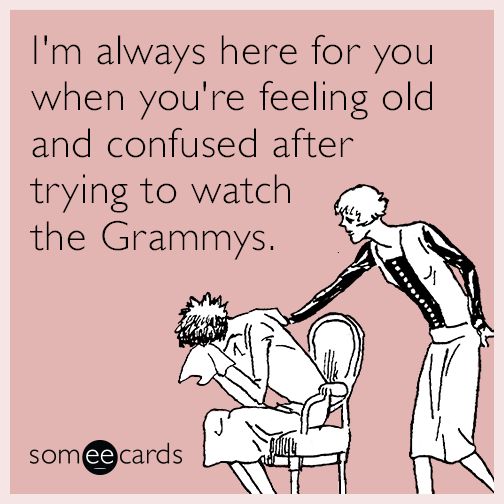 I'm always here for you
when you're feeling old
and confused after
trying to watch
the Grammys.
someecards